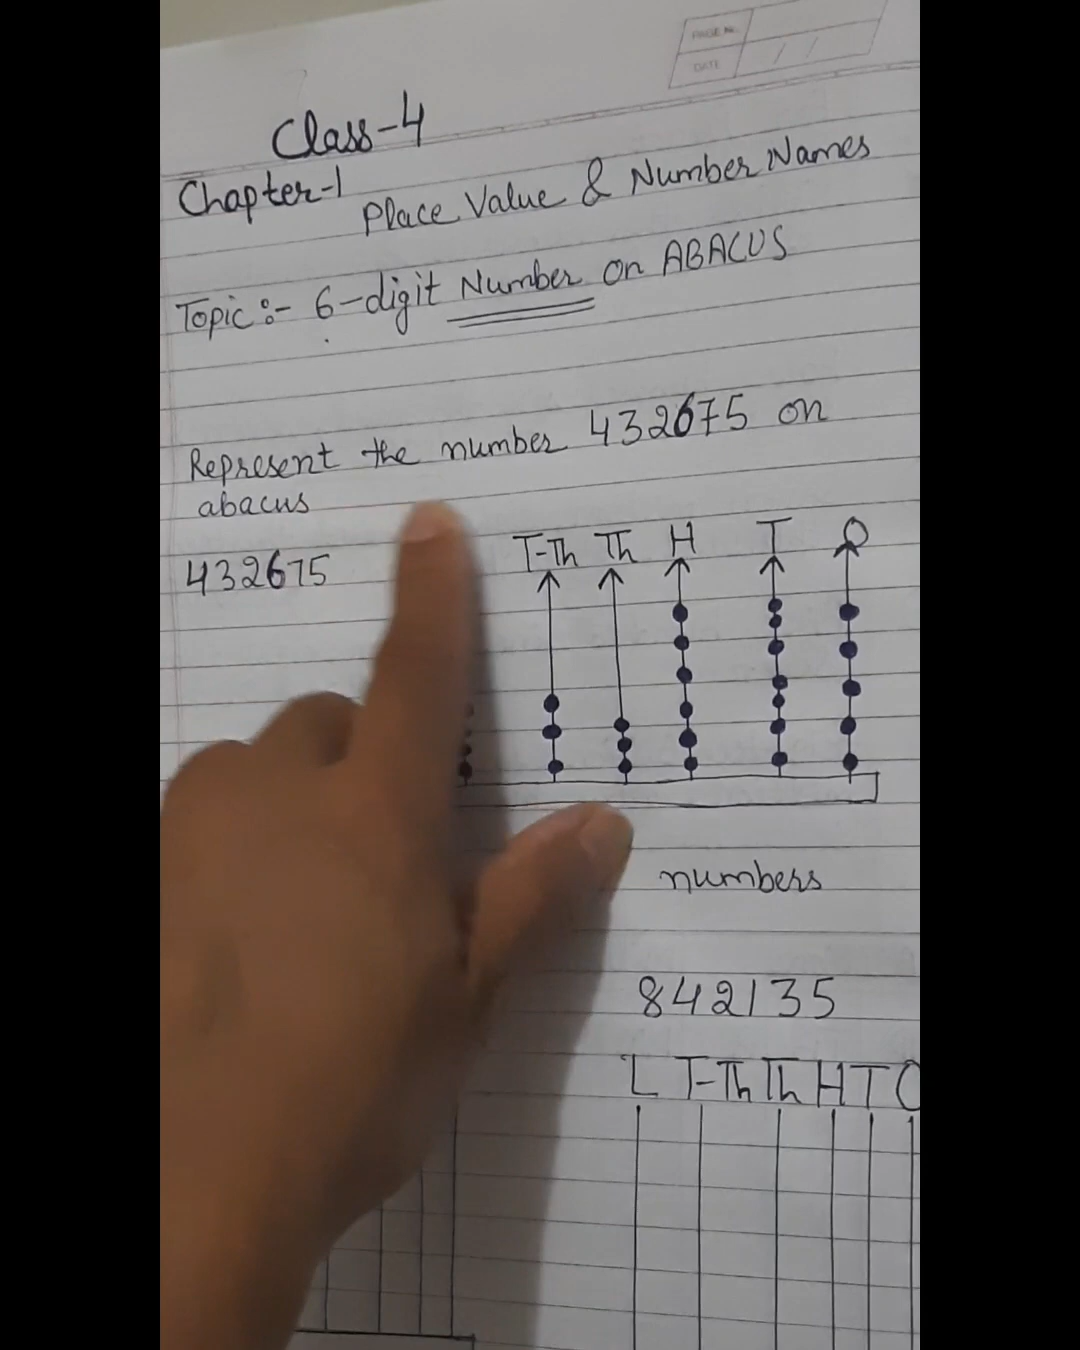 PAGE No.
DATE
Class-4
Chapter-1
Place Value & Number Names
Topic:- 6-digit Number on ABACUS
Represent the number 432675 on
abacus
T-Th Th H T O
432675
numbers
842135
L T-Th Th H T O